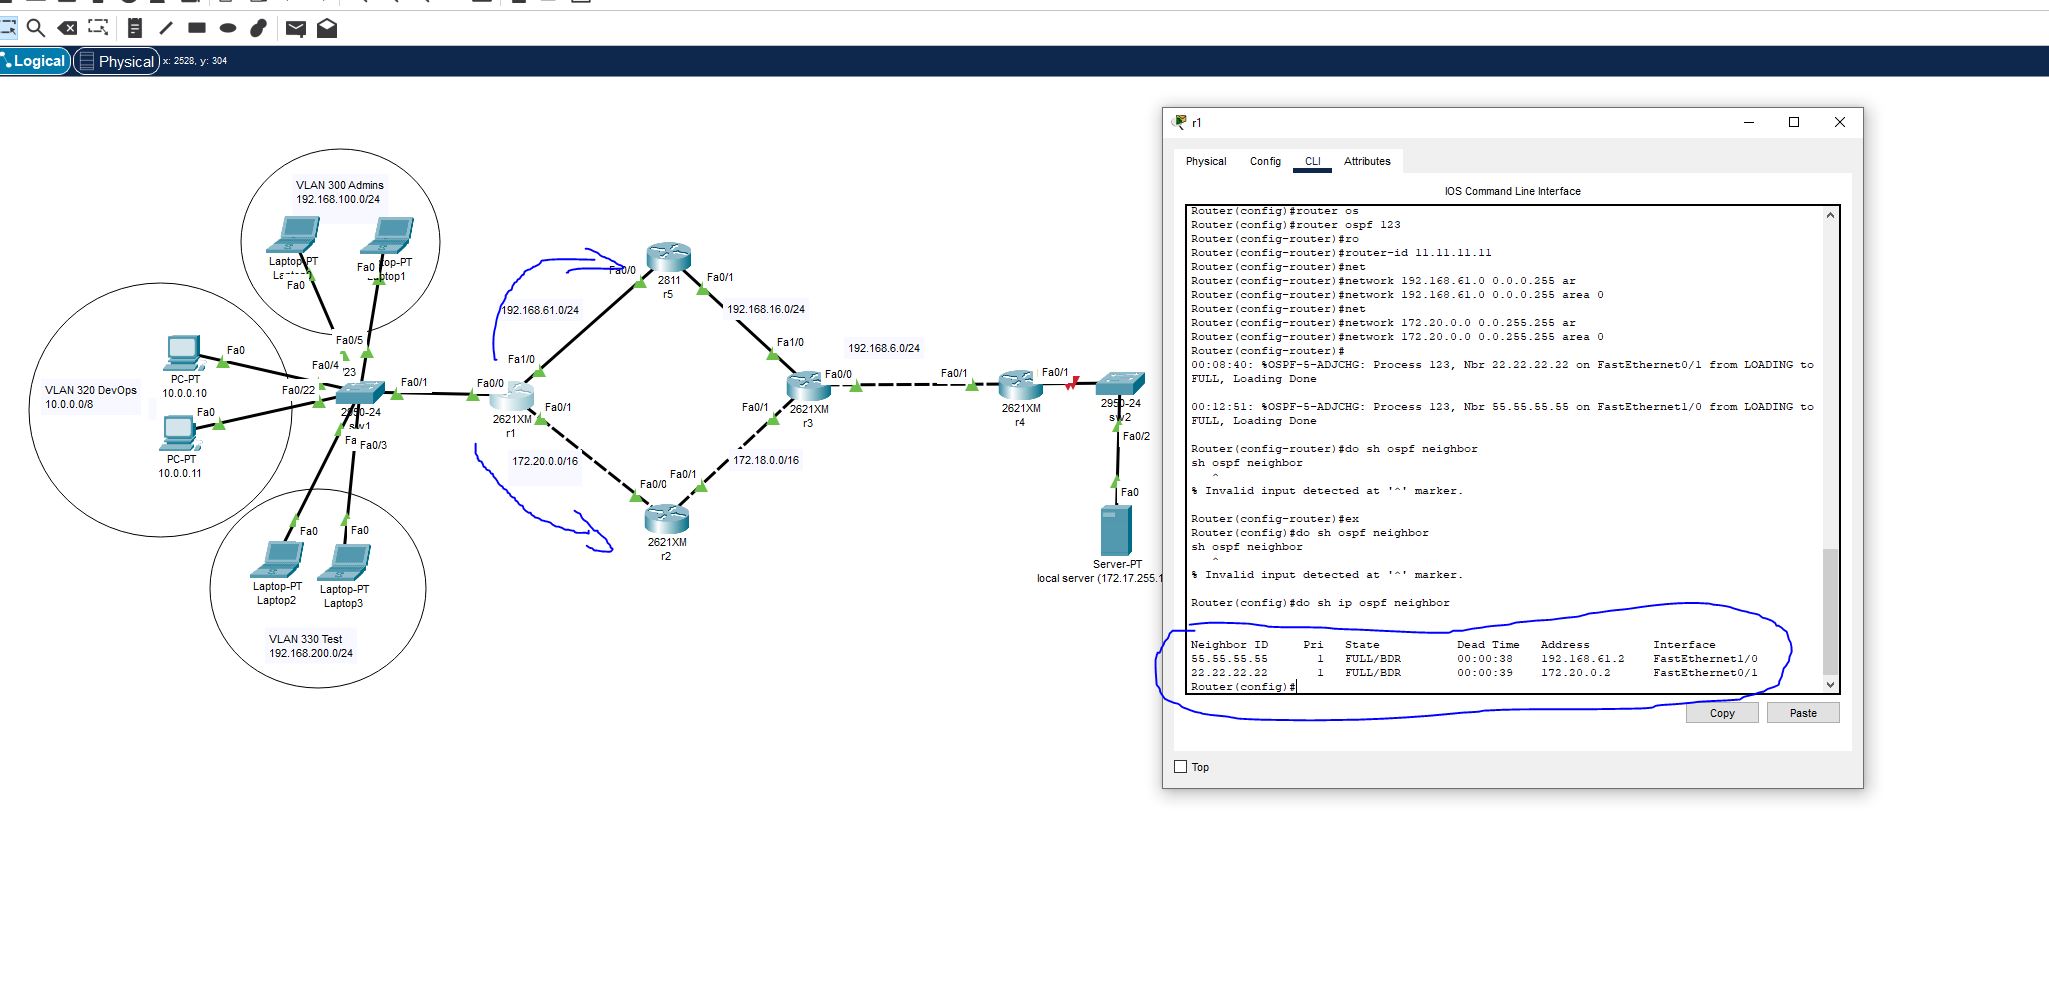 Logical
Physical
x: 2528, y: 304
VLAN 300 Admins
192.168.100.0/24
Laptop-PT
top-PT
Fa0
ptop1
Fa0
VLAN 320 DevOps
10.0.0.0/8
PC-PT
10.0.0.10
Fa0
PC-PT
10.0.0.11
Fa0
Fa0/5
Fa0/4
23
Fa0/22
2950-24
sw1
Fa0/1
Fa0/3
Fa0
Fa0
Laptop-PT
Laptop2
Laptop-PT
Laptop3
VLAN 330 Test
192.168.200.0/24
Fa0/0
Fa1/0
Fa0/1
2621XM
r1
192.168.61.0/24
Fa0/0
Fa0/1
2811
r5
192.168.16.0/24
172.20.0.0/16
Fa0/0
Fa0/1
2621XM
r2
172.18.0.0/16
Fa1/0
Fa0/0
Fa0/1
2621XM
r3
192.168.6.0/24
Fa0/1
Fa0/1
2621XM
r4
2950-24
sw2
Fa0/2
Fa0
Server-PT
local server (172.17.255.1
r1
Physical
Config
CLI
Attributes
IOS Command Line Interface
Router(config)#router os
Router(config)#router ospf 123
Router(config-router)#ro
Router(config-router)#router-id 11.11.11.11
Router(config-router)#net
Router(config-router)#network 192.168.61.0 0.0.0.255 ar
Router(config-router)#network 192.168.61.0 0.0.0.255 area 0
Router(config-router)#net
Router(config-router)#network 172.20.0.0 0.0.255.255 ar
Router(config-router)#network 172.20.0.0 0.0.255.255 area 0
Router(config-router)#
00:08:40: %OSPF-5-ADJCHG: Process 123, Nbr 22.22.22.22 on FastEthernet0/1 from LOADING to
FULL, Loading Done
00:12:51: %OSPF-5-ADJCHG: Process 123, Nbr 55.55.55.55 on FastEthernet1/0 from LOADING to
FULL, Loading Done
Router(config-router)#do sh ospf neighbor
sh ospf neighbor
^
% Invalid input detected at '^' marker.
Router(config-router)#ex
Router(config)#do sh ospf neighbor
sh ospf neighbor
^
% Invalid input detected at '^' marker.
Router(config)#do sh ip ospf neighbor
Neighbor ID Pri State Dead Time Address Interface
55.55.55.55 1 FULL/BDR 00:00:38 192.168.61.2 FastEthernet1/0
22.22.22.22 1 FULL/BDR 00:00:39 172.20.0.2 FastEthernet0/1
Router(config)#
Copy
Paste
Top